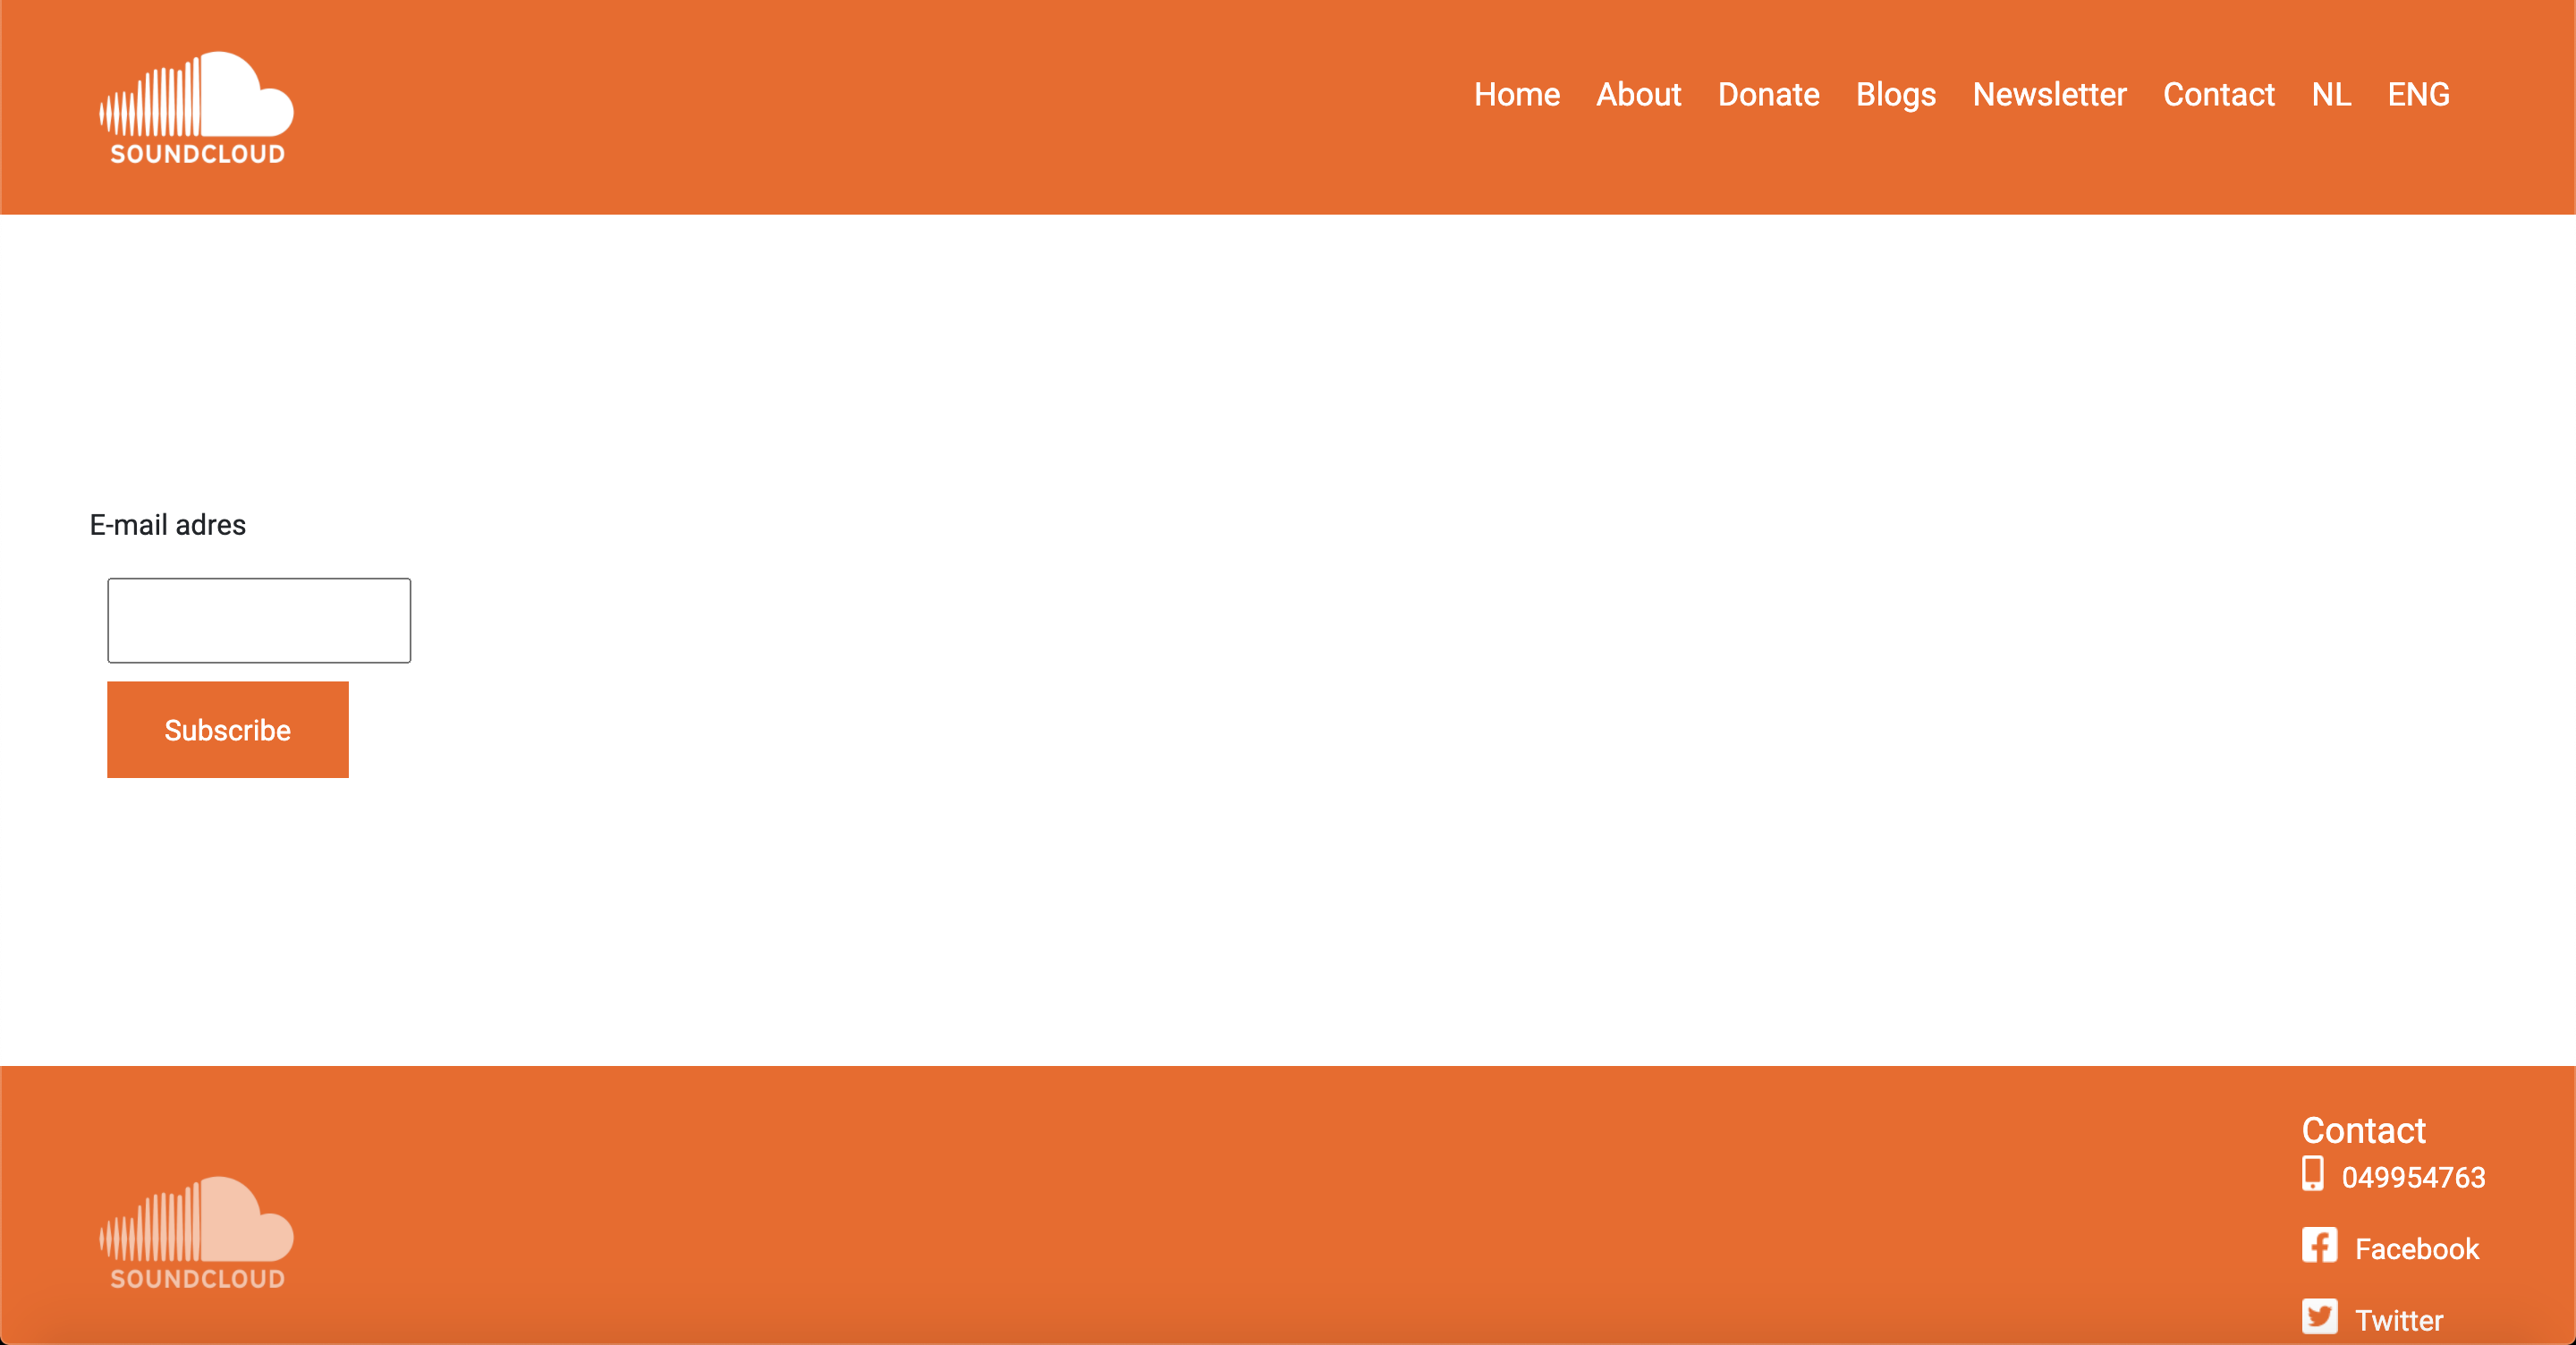 SOUNDCLOUD
Home About Donate Blogs Newsletter Contact NL ENG
E-mail adres
Subscribe
Contact
049954763
Facebook
SOUNDCLOUD
Twitter